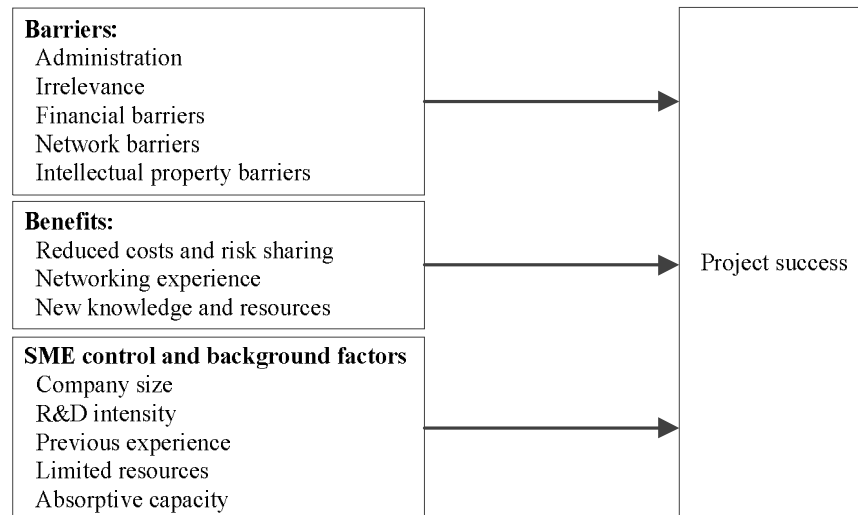 Barriers:
Administration
Irrelevance
Financial barriers
Network barriers
Intellectual property barriers
Benefits:
Reduced costs and risk sharing
Networking experience
New knowledge and resources
SME control and background factors
Company size
R&D intensity
Previous experience
Limited resources
Absorptive capacity
Project success